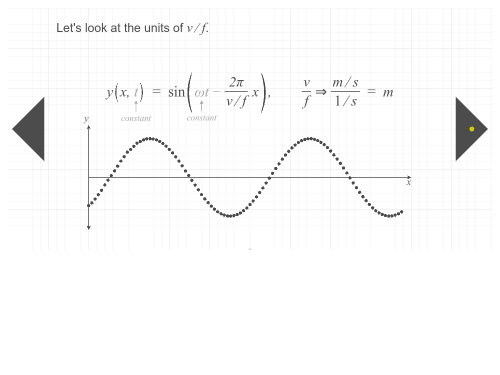 Let's look at the units of v/f.
y(x, t) = sin(ωt − 2π/(v/f) x), v/f ⇒ (m/s)/(1/s) = m
constant constant
y
x